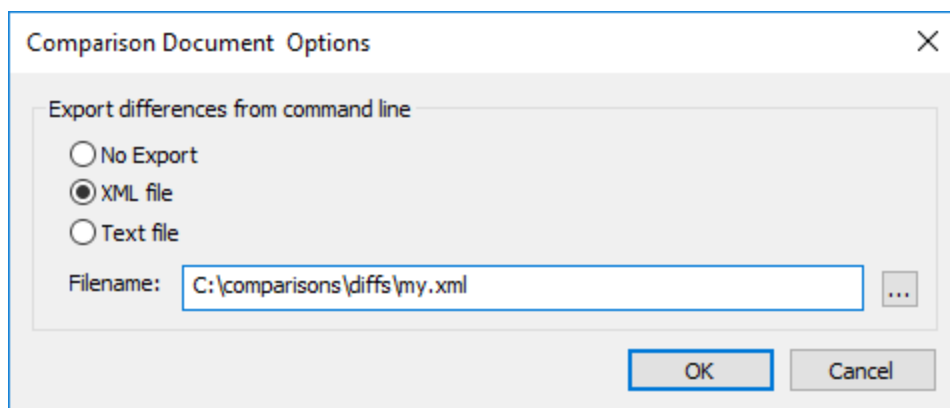 Comparison Document  Options
Export differences from command line
No Export
XML file
Text file
Filename: C:\comparisons\diffs\my.xml ...
OK Cancel